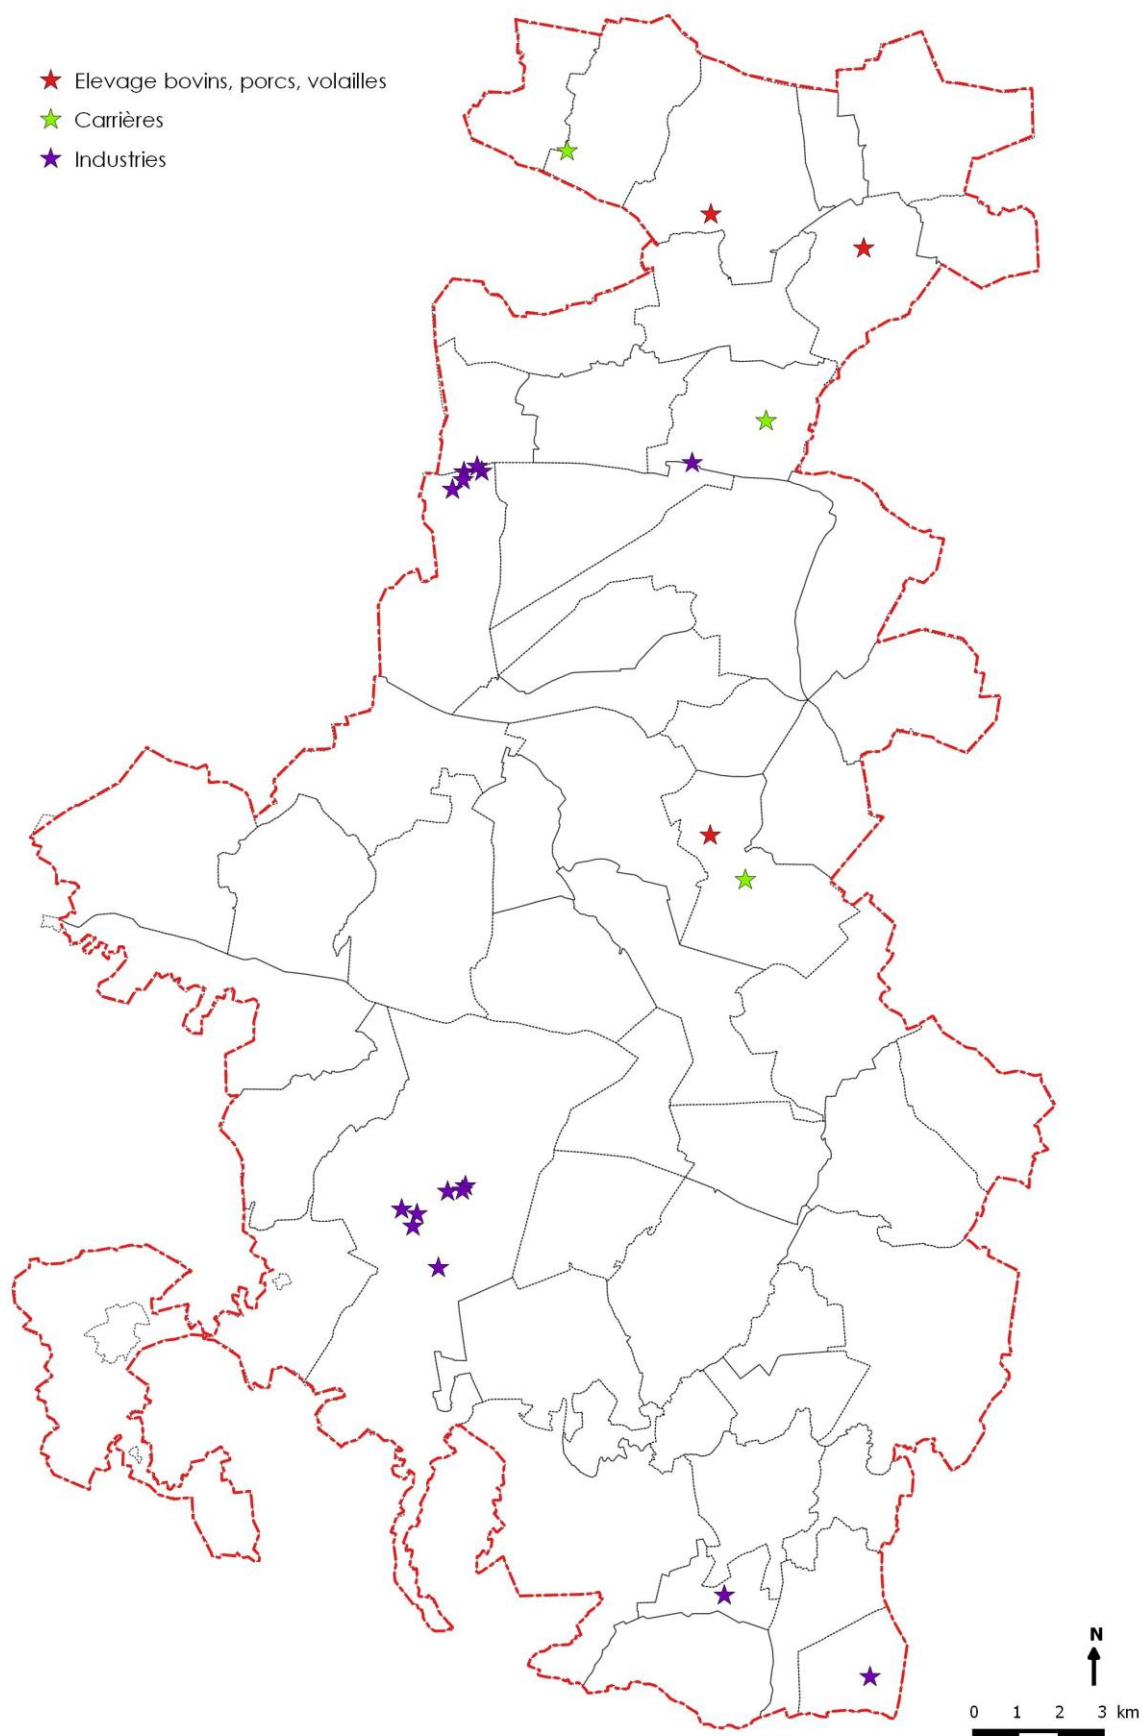 Elevage bovins, porcs, volailles
Carrières
Industries
N
0 1 2 3 km